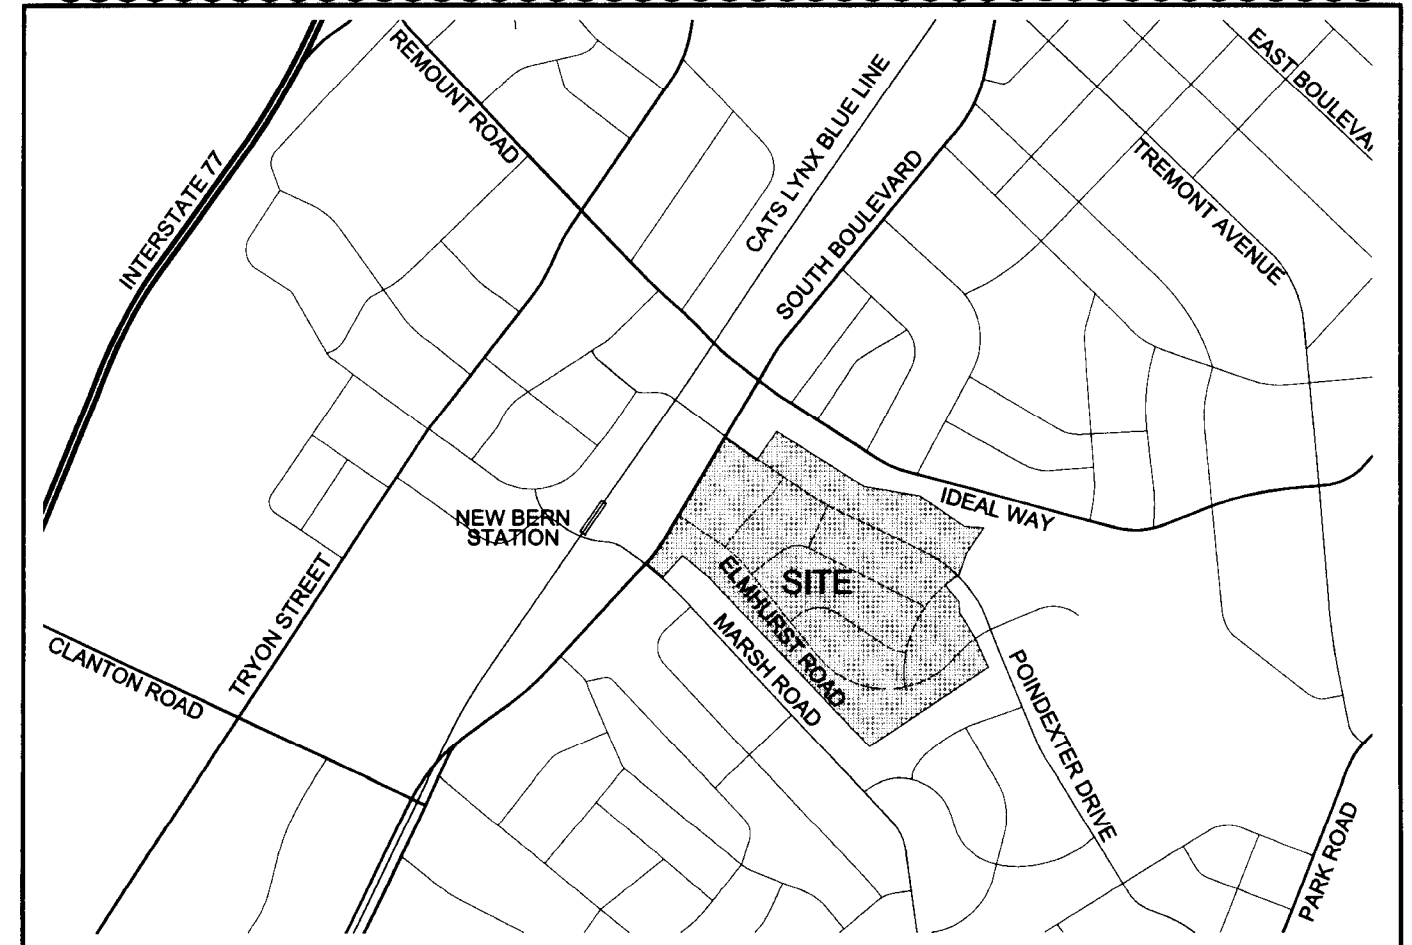 REMOUNT ROAD
EAST BOULEVA
CATS LYNX BLUE LINE
INTERSTATE 77
SOUTH BOULEVARD
TREMONT AVENUE
NEW BERN
STATION
IDEAL WAY
SITE
ELMHURST ROAD
MARSH ROAD
TRYON STREET
CLANTON ROAD
POINDEXTER DRIVE
PARK ROAD